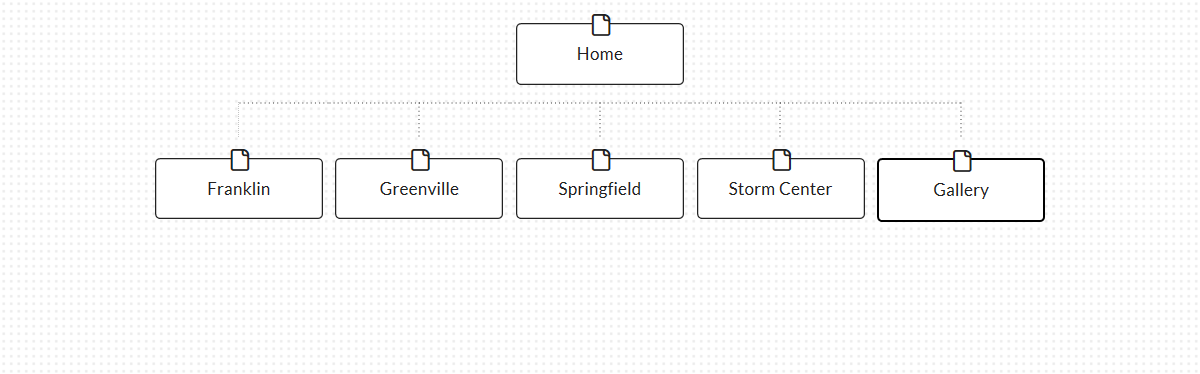 Home
Franklin
Greenville
Springfield
Storm Center
Gallery